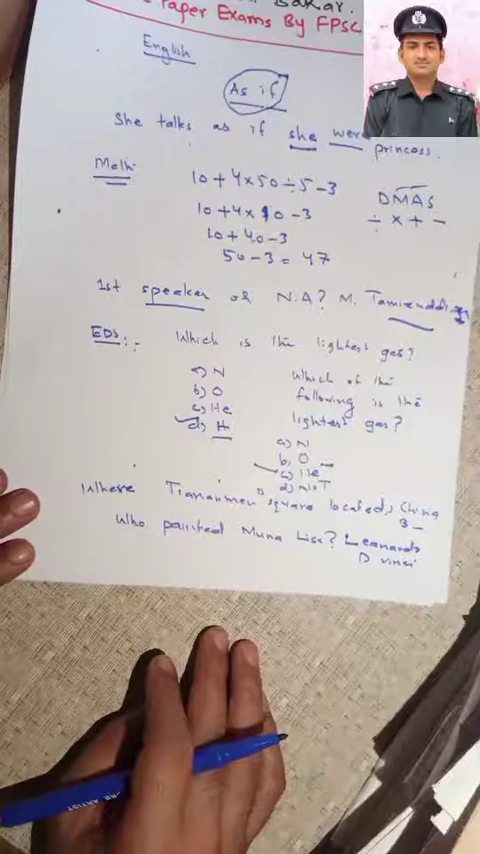 Paper Exams By FPSC
English
As if
She talks as if she were
princess.
Math
10 + 4 × 50 ÷ 5 - 3
DMAS
÷ × + -
10 + 4 × 10 - 3
10 + 40 - 3
50 - 3 = 47
1st speaker of N.A? M. Tamizuddin
EDS:-
Which is the lightest gas?
a) N
b) O
c) He
d) H
Which of the
following is the
lightest gas?
a) N
b) O
c) He
d) NOT
Where Tiananmen square located, China
B
Who painted Muna Lisa? Leanardo
D vinci